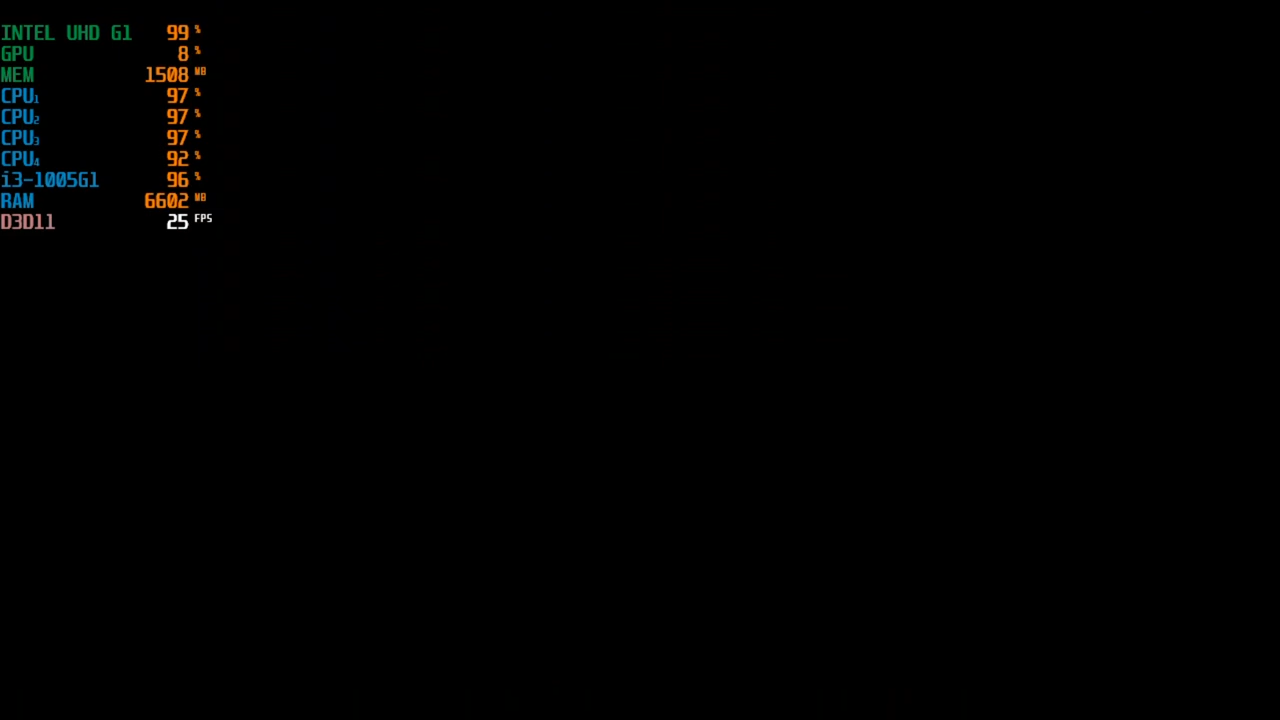 INTEL UHD G1 99 %
GPU 8 %
MEM 1508 MB
CPU1 97 %
CPU2 97 %
CPU3 97 %
CPU4 92 %
i3-1005G1 96 %
RAM 6602 MB
D3D11 25 FPS